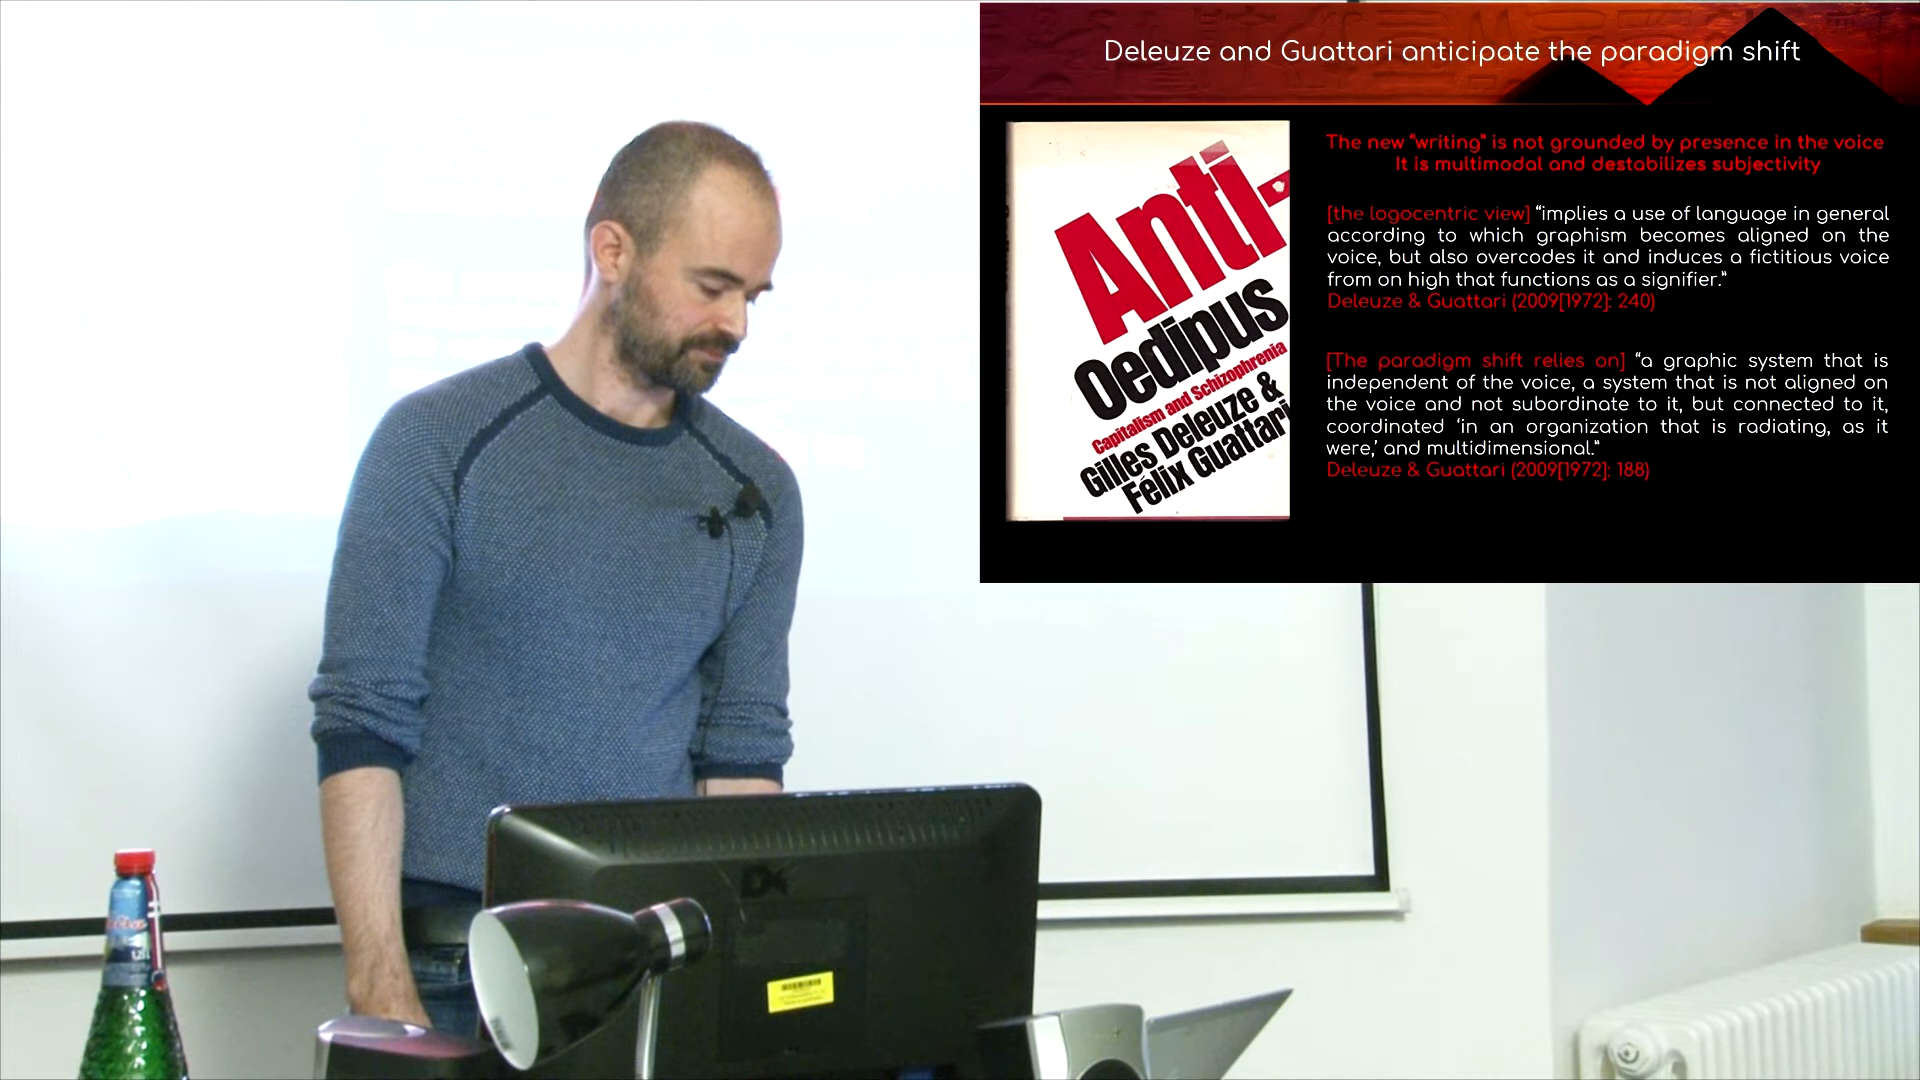 Deleuze and Guattari anticipate the paradigm shift
Anti-
Oedipus
Capitalism and Schizophrenia
Gilles Deleuze &
Félix Guattari
The new “writing” is not grounded by presence in the voice
It is multimodal and destabilizes subjectivity
[the logocentric view] “implies a use of language in general
according to which graphism becomes aligned on the
voice, but also overcodes it and induces a fictitious voice
from on high that functions as a signifier.”
Deleuze & Guattari (2009[1972]: 240)
[The paradigm shift relies on] “a graphic system that is
independent of the voice, a system that is not aligned on
the voice and not subordinate to it, but connected to it,
coordinated ‘in an organization that is radiating, as it
were,’ and multidimensional.”
Deleuze & Guattari (2009[1972]: 188)